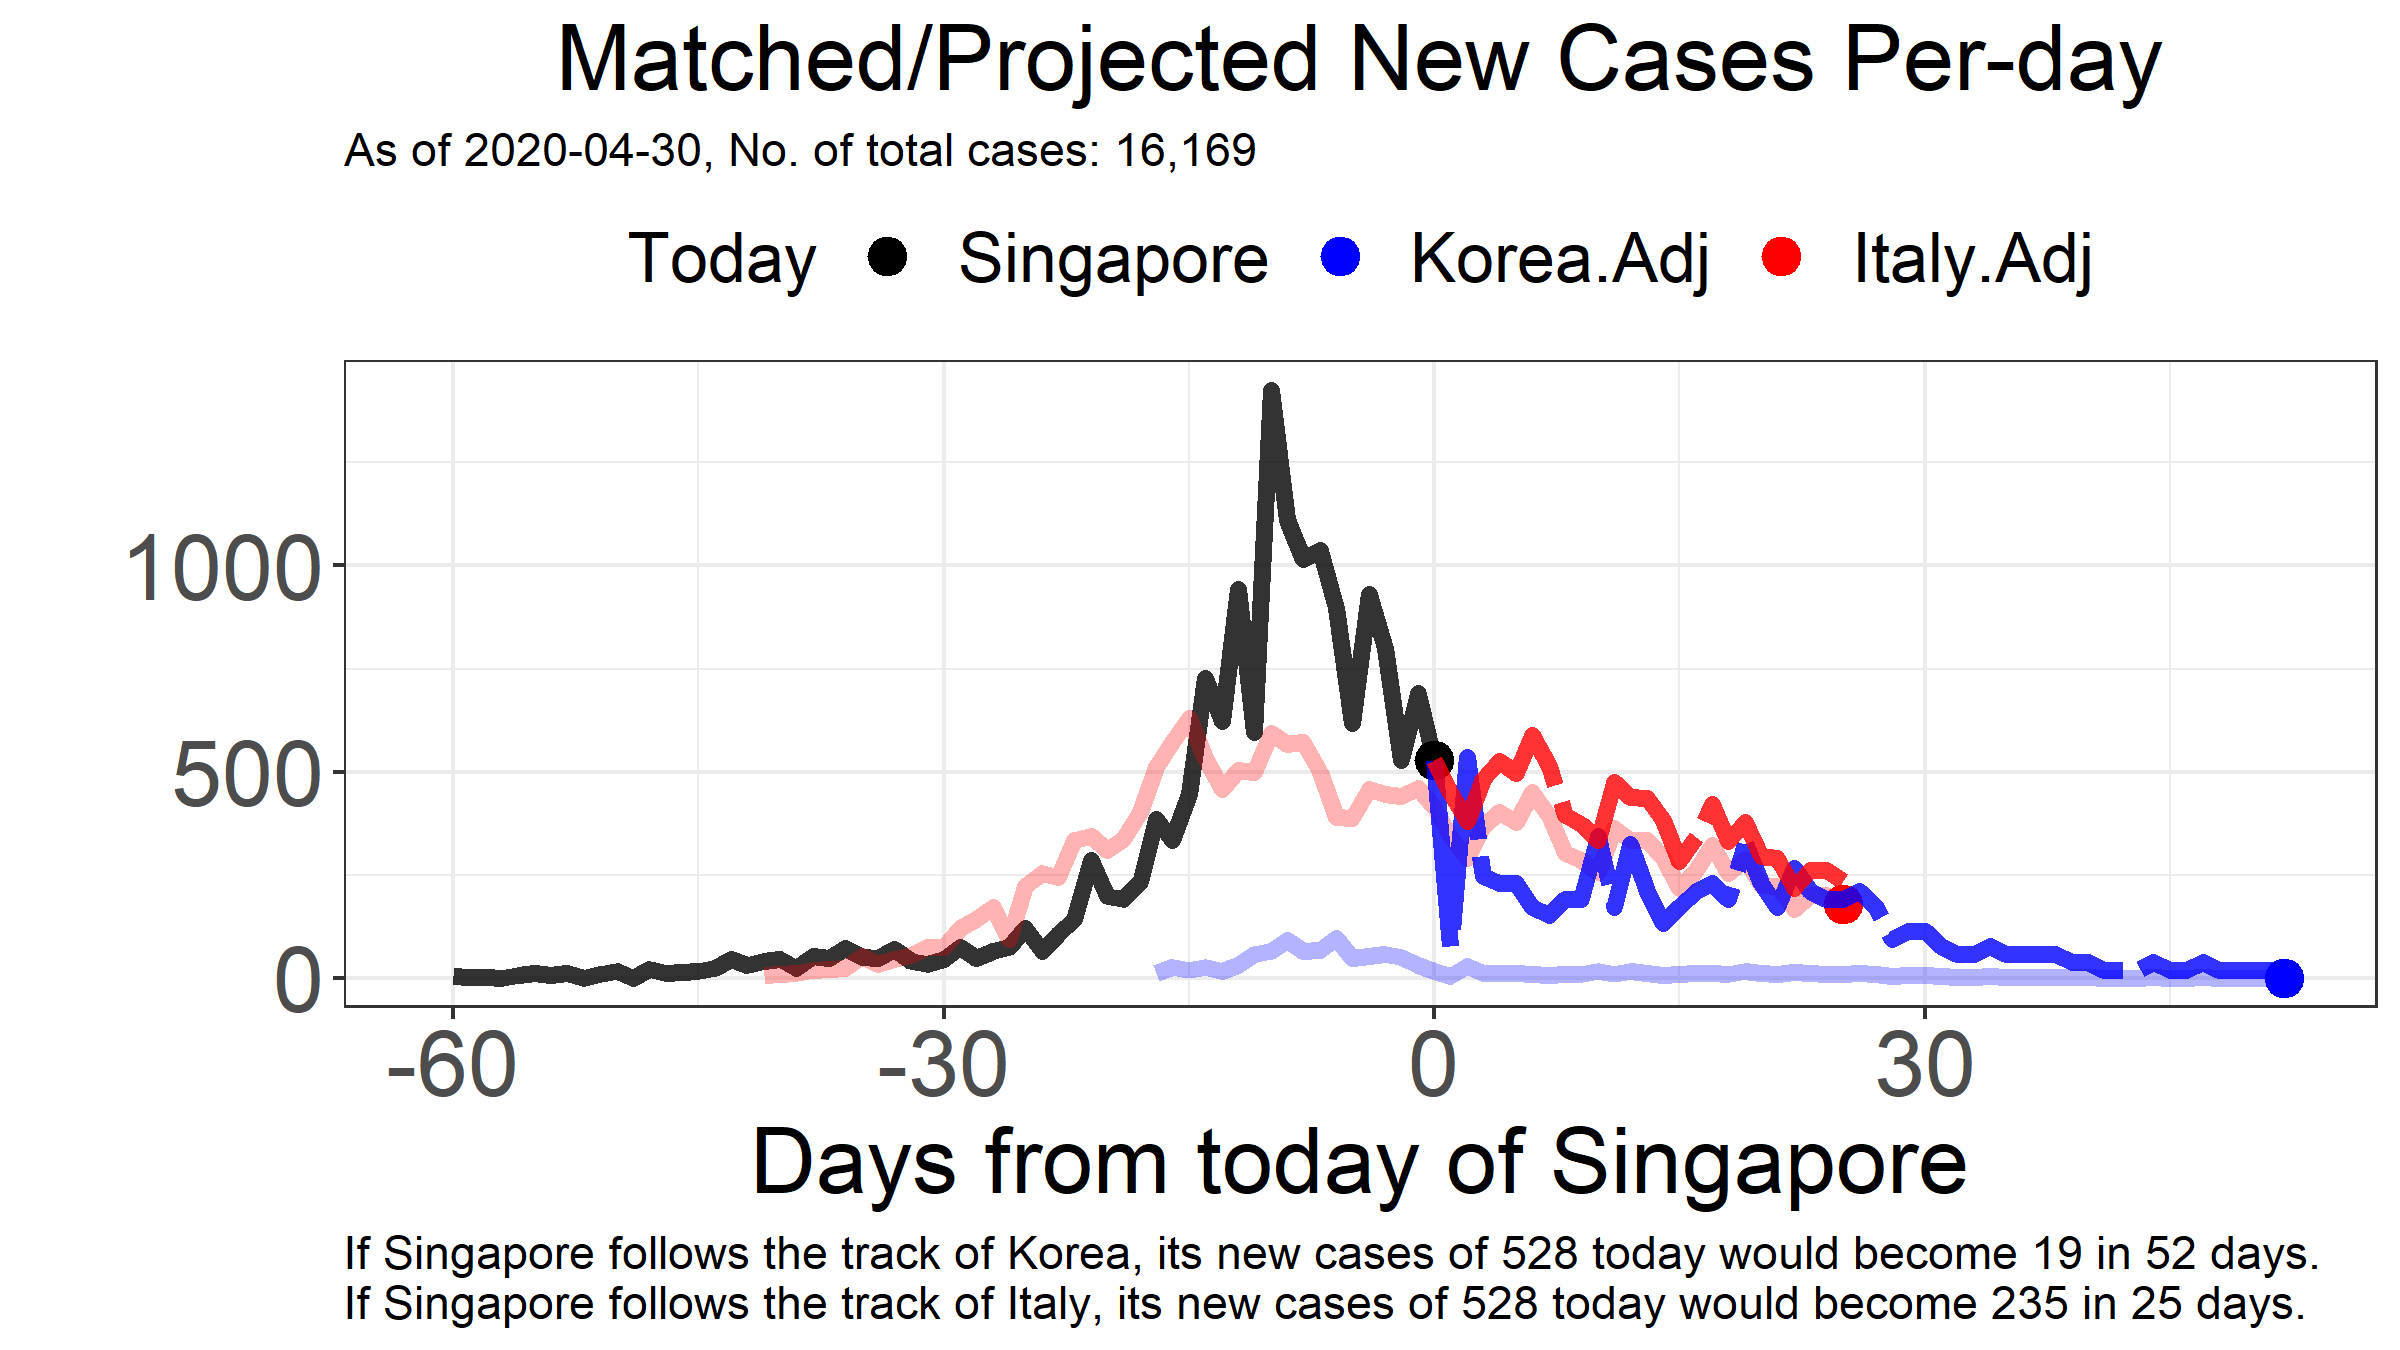 Matched/Projected New Cases Per-day
As of 2020-04-30, No. of total cases: 16,169
Today Singapore Korea.Adj Italy.Adj
1000
500
0
-60 -30 0 30
Days from today of Singapore
If Singapore follows the track of Korea, its new cases of 528 today would become 19 in 52 days.
If Singapore follows the track of Italy, its new cases of 528 today would become 235 in 25 days.